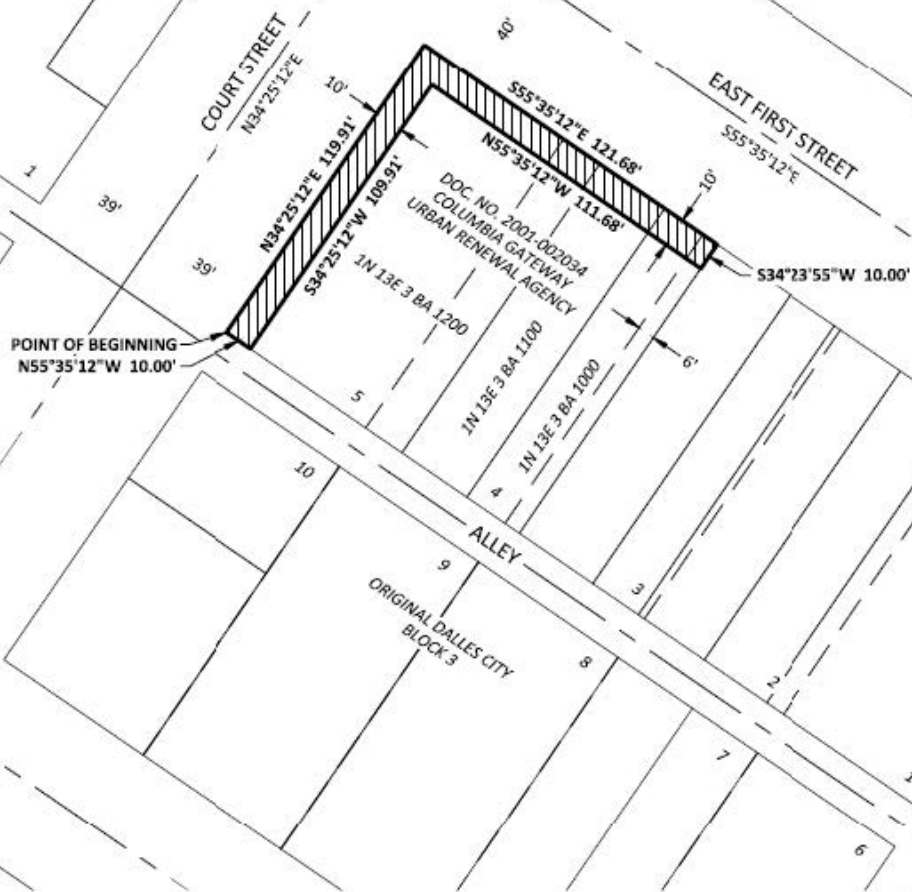 40'
COURT STREET
N34°25'12"E
EAST FIRST STREET
S55°35'12"E
10'
S55°35'12"E 121.68'
N55°35'12"W 111.68'
10'
1
39'
39'
N34°25'12"E 119.91'
S34°25'12"W 109.91'
DOC. NO. 2001-002034
COLUMBIA GATEWAY
URBAN RENEWAL AGENCY
S34°23'55"W 10.00'
1N 13E 3 BA 1200
POINT OF BEGINNING
N55°35'12"W 10.00'
1N 13E 3 BA 1100
1N 13E 3 BA 1000
6'
5
10
4
ALLEY
9
3
ORIGINAL DALLES CITY
BLOCK 3
8
2
7
1
6